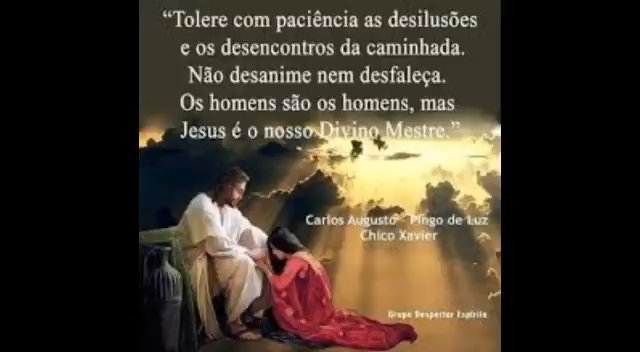 “Tolere com paciência as desilusões
e os desencontros da caminhada.
Não desanime nem desfaleça.
Os homens são os homens, mas
Jesus é o nosso Divino Mestre.”
Carlos Augusto - Pingo de Luz
Chico Xavier
Grupo Despertar Espírita